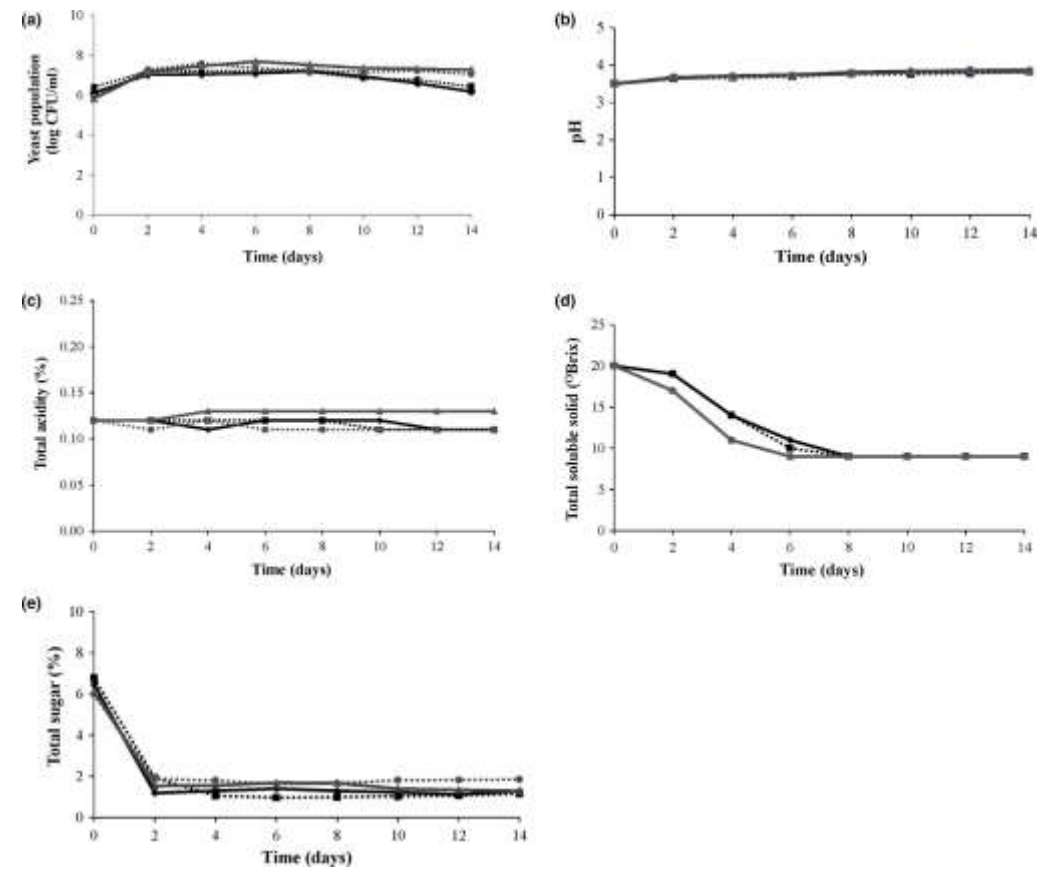 (a)
10
8
6
4
2
0
Yeast population
(log CFU/ml)
0 2 4 6 8 10 12 14
Time (days)
(b)
5
4
3
2
1
0
pH
0 2 4 6 8 10 12 14
Time (days)
(c)
0.25
0.20
0.15
0.10
0.05
0.00
Total acidity (%)
0 2 4 6 8 10 12 14
Time (days)
(d)
25
20
15
10
5
0
Total soluble solid (ºBrix)
0 2 4 6 8 10 12 14
Time (days)
(e)
10
8
6
4
2
0
Total sugar (%)
0 2 4 6 8 10 12 14
Time (days)